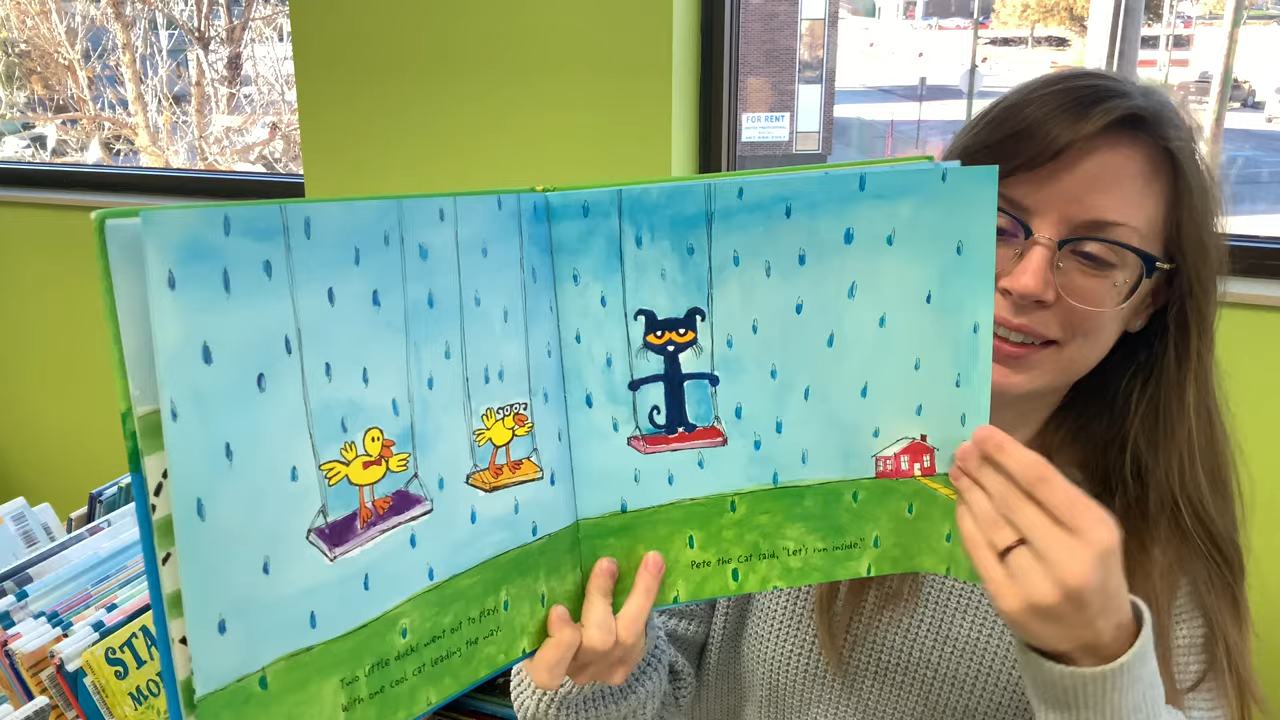 FOR RENT
Two little ducks went out to play,
With one cool cat leading the way.
Pete the Cat said, "Let's run inside."
STA
MO